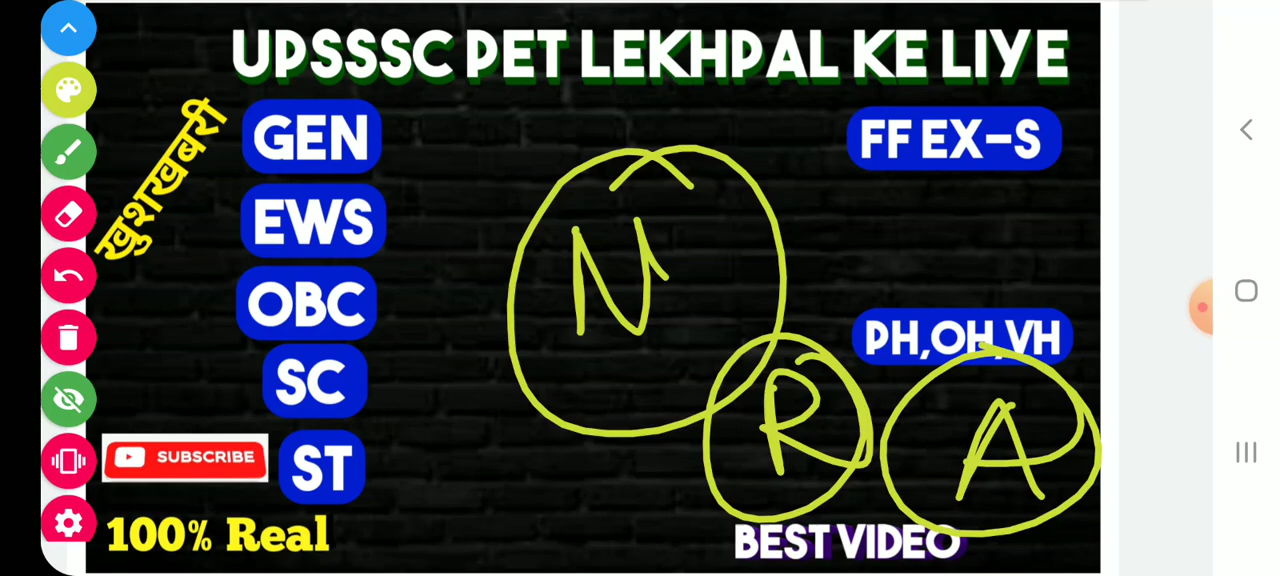 UPSSSC PET LEKHPAL KE LIYE
खुशखबरी
GEN
FF EX-S
EWS
N
OBC
PH,OH,VH
SC
R
A
SUBSCRIBE
ST
100% Real
BEST VIDEO